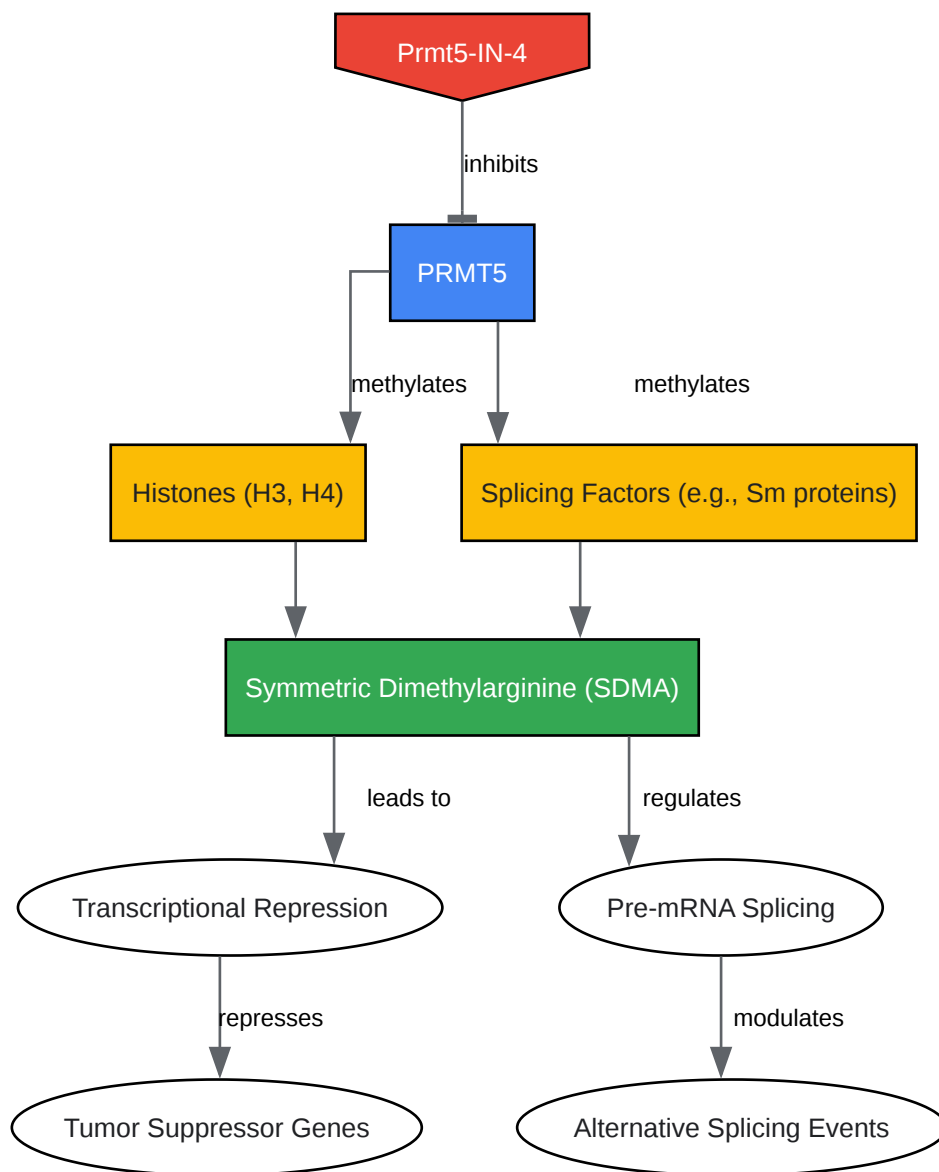 Prmt5-IN-4
inhibits
PRMT5
methylates
methylates
Histones (H3, H4)
Splicing Factors (e.g., Sm proteins)
Symmetric Dimethylarginine (SDMA)
leads to
regulates
Transcriptional Repression
Pre-mRNA Splicing
represses
modulates
Tumor Suppressor Genes
Alternative Splicing Events